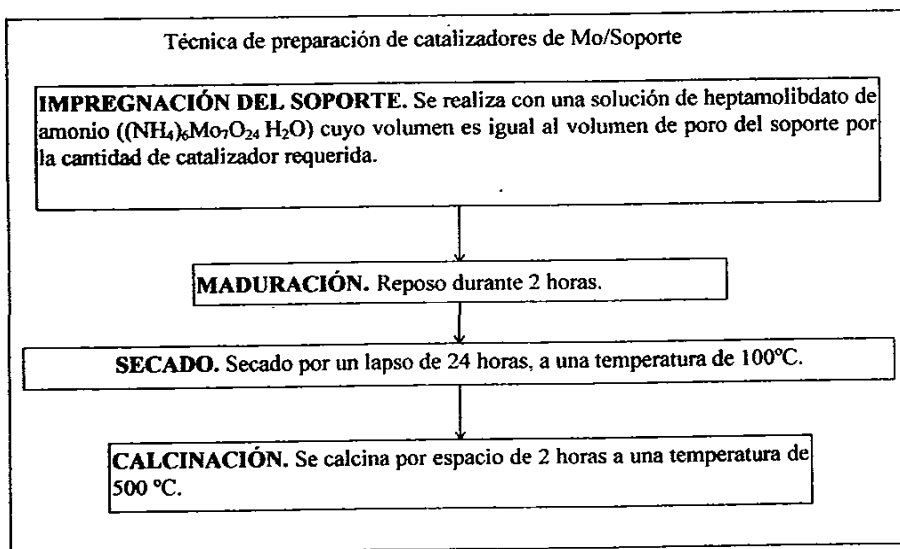 Técnica de preparación de catalizadores de Mo/Soporte
IMPREGNACIÓN DEL SOPORTE. Se realiza con una solución de heptamolibdato de
amonio ((NH₄)₆Mo₇O₂₄ H₂O) cuyo volumen es igual al volumen de poro del soporte por
la cantidad de catalizador requerida.
MADURACIÓN. Reposo durante 2 horas.
SECADO. Secado por un lapso de 24 horas, a una temperatura de 100ºC.
CALCINACIÓN. Se calcina por espacio de 2 horas a una temperatura de
500 ºC.